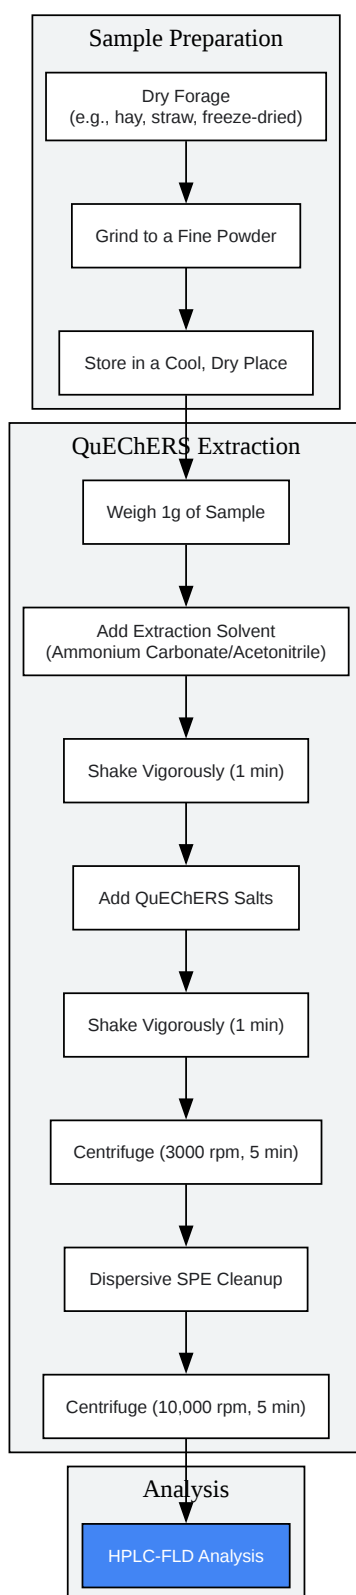 Sample Preparation
Dry Forage
(e.g., hay, straw, freeze-dried)
Grind to a Fine Powder
Store in a Cool, Dry Place
QuEChERS Extraction
Weigh 1g of Sample
Add Extraction Solvent
(Ammonium Carbonate/Acetonitrile)
Shake Vigorously (1 min)
Add QuEChERS Salts
Shake Vigorously (1 min)
Centrifuge (3000 rpm, 5 min)
Dispersive SPE Cleanup
Centrifuge (10,000 rpm, 5 min)
Analysis
HPLC-FLD Analysis